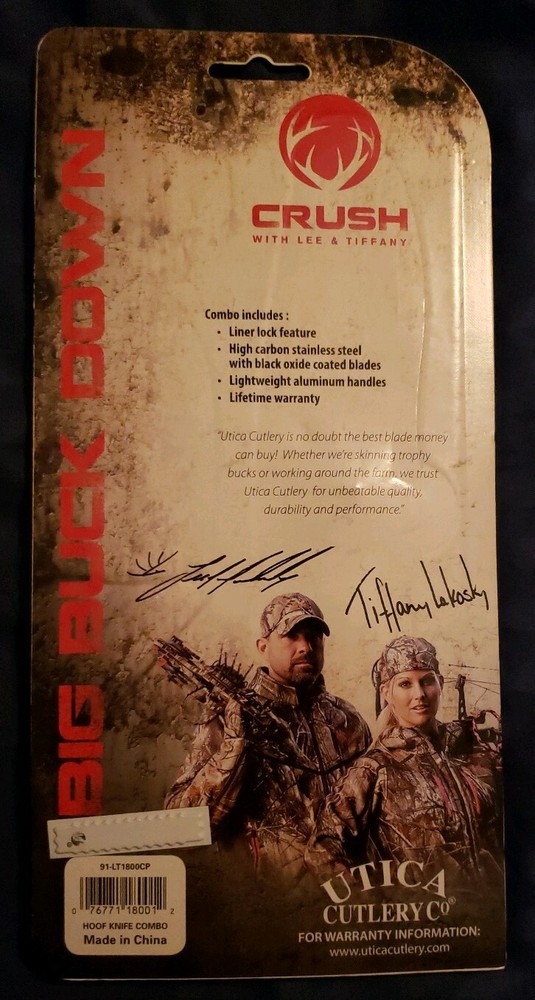 BIG BUCK DOWN
CRUSH
WITH LEE & TIFFANY
Combo includes :
• Liner lock feature
• High carbon stainless steel
with black oxide coated blades
• Lightweight aluminum handles
• Lifetime warranty
"Utica Cutlery is no doubt the best blade money
can buy! Whether we're skinning trophy
bucks or working around the farm, we trust
Utica Cutlery for unbeatable quality,
durability and performance."
Tiffany Lakosky
91-LT1800CP
0 76771 18001 2
HOOF KNIFE COMBO
Made in China
UTICA
CUTLERY CO®
FOR WARRANTY INFORMATION:
www.uticacutlery.com